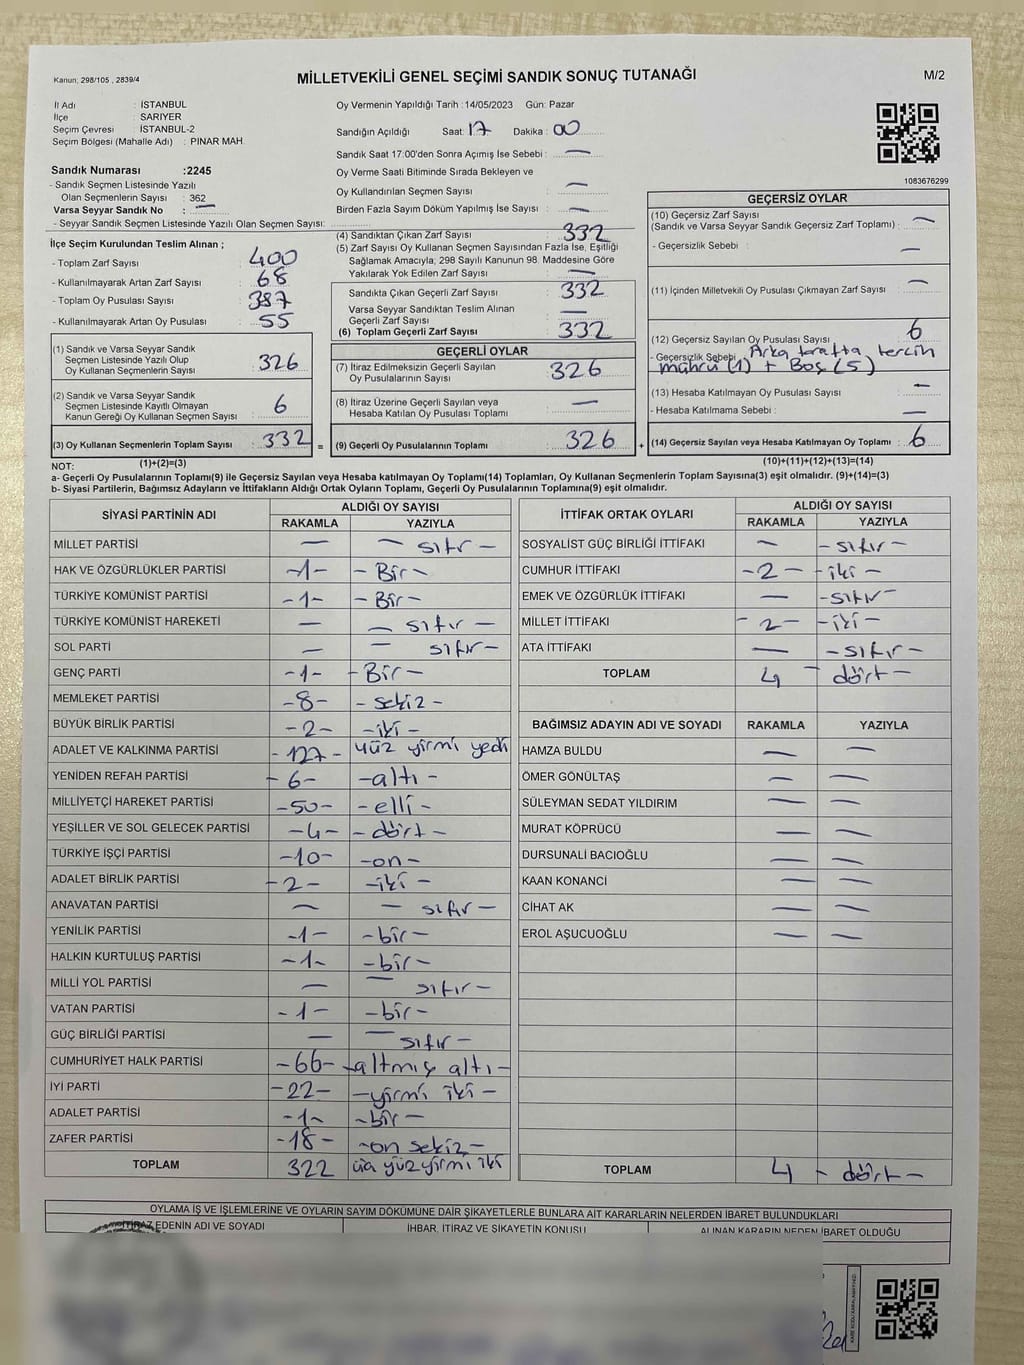 Kanun; 298/105 , 2839/4
MİLLETVEKİLİ GENEL SEÇİMİ SANDIK SONUÇ TUTANAĞI
M/2
İl Adı : İSTANBUL
İlçe : SARIYER
Seçim Çevresi : İSTANBUL-2
Seçim Bölgesi (Mahalle Adı) : PINAR MAH.
Oy Vermenin Yapıldığı Tarih :14/05/2023 Gün: Pazar
Sandığın Açıldığı Saat: 17 Dakika : 00
Sandık Saat 17:00'den Sonra Açımış İse Sebebi : —
Oy Verme Saati Bitiminde Sırada Bekleyen ve
Oy Kullandırılan Seçmen Sayısı : —
Birden Fazla Sayım Döküm Yapılmış İse Sayısı : —
1083676299
Sandık Numarası :2245
- Sandık Seçmen Listesinde Yazılı
Olan Seçmenlerin Sayısı : 362
Varsa Seyyar Sandık No : —
- Seyyar Sandık Seçmen Listesinde Yazılı Olan Seçmen Sayısı:
İlçe Seçim Kurulundan Teslim Alınan ;
- Toplam Zarf Sayısı : 400
- Kullanılmayarak Artan Zarf Sayısı : 68
- Toplam Oy Pusulası Sayısı : 387
- Kullanılmayarak Artan Oy Pusulası : 55
(1) Sandık ve Varsa Seyyar Sandık
Seçmen Listesinde Yazılı Olup
Oy Kullanan Seçmenlerin Sayısı : 326
(2) Sandık ve Varsa Seyyar Sandık
Seçmen Listesinde Kayıtlı Olmayan
Kanun Gereği Oy Kullanan Seçmen Sayısı : 6
(3) Oy Kullanan Seçmenlerin Toplam Sayısı : 332 =
(4) Sandıktan Çıkan Zarf Sayısı : 332
(5) Zarf Sayısı Oy Kullanan Seçmen Sayısından Fazla İse, Eşitliği
Sağlamak Amacıyla; 298 Sayılı Kanunun 98. Maddesine Göre
Yakılarak Yok Edilen Zarf Sayısı : —
Sandıkta Çıkan Geçerli Zarf Sayısı : 332
Varsa Seyyar Sandıktan Teslim Alınan
Geçerli Zarf Sayısı : —
(6) Toplam Geçerli Zarf Sayısı : 332
GEÇERLİ OYLAR
(7) İtiraz Edilmeksizin Geçerli Sayılan
Oy Pusulalarının Sayısı : 326
(8) İtiraz Üzerine Geçerli Sayılan veya
Hesaba Katılan Oy Pusulası Toplamı : —
(9) Geçerli Oy Pusulalarının Toplamı : 326 +
GEÇERSİZ OYLAR
(10) Geçersiz Zarf Sayısı
(Sandık ve Varsa Seyyar Sandık Geçersiz Zarf Toplamı) : —
- Geçersizlik Sebebi : —
(11) İçinden Milletvekili Oy Pusulası Çıkmayan Zarf Sayısı : —
(12) Geçersiz Sayılan Oy Pusulası Sayısı : 6
- Geçersizlik Sebebi : Arka tarafta tercih
mührü (1) + Boş (5)
(13) Hesaba Katılmayan Oy Pusulası Sayısı : —
- Hesaba Katılmama Sebebi : —
(14) Geçersiz Sayılan veya Hesaba Katılmayan Oy Toplamı : 6
NOT: (1)+(2)=(3) (10)+(11)+(12)+(13)=(14)
a- Geçerli Oy Pusulalarının Toplamı(9) ile Geçersiz Sayılan veya Hesaba katılmayan Oy Toplamı(14) Toplamları, Oy Kullanan Seçmenlerin Toplam Sayısına(3) eşit olmalıdır. (9)+(14)=(3)
b- Siyasi Partilerin, Bağımsız Adayların ve İttifakların Aldığı Ortak Oyların Toplamı, Geçerli Oy Pusulalarının Toplamına(9) eşit olmalıdır.
SİYASİ PARTİNİN ADI ALDIĞI OY SAYISI
RAKAMLA YAZIYLA
MİLLET PARTİSİ — — sıfır —
HAK VE ÖZGÜRLÜKLER PARTİSİ -1- - Bir -
TÜRKİYE KOMÜNİST PARTİSİ -1- - Bir -
TÜRKİYE KOMÜNİST HAREKETİ — — sıfır —
SOL PARTİ — — sıfır —
GENÇ PARTİ -1- - Bir -
MEMLEKET PARTİSİ -8- - sekiz -
BÜYÜK BİRLİK PARTİSİ -2- - iki -
ADALET VE KALKINMA PARTİSİ -127- yüz yirmi yedi
YENİDEN REFAH PARTİSİ -6- -altı -
MİLLİYETÇİ HAREKET PARTİSİ -50- - elli -
YEŞİLLER VE SOL GELECEK PARTİSİ -4- - dört -
TÜRKİYE İŞÇİ PARTİSİ -10- -on-
ADALET BİRLİK PARTİSİ -2- -iki -
ANAVATAN PARTİSİ — — sıfır —
YENİLİK PARTİSİ -1- -bir-
HALKIN KURTULUŞ PARTİSİ -1- -bir-
MİLLİ YOL PARTİSİ — — sıfır —
VATAN PARTİSİ -1- -bir-
GÜÇ BİRLİĞİ PARTİSİ — — sıfır —
CUMHURİYET HALK PARTİSİ -66- -altmış altı-
İYİ PARTİ -22- -yirmi iki -
ADALET PARTİSİ -1- -bir-
ZAFER PARTİSİ -18- -on sekiz-
TOPLAM 322 üç yüz yirmi iki
İTTİFAK ORTAK OYLARI ALDIĞI OY SAYISI
RAKAMLA YAZIYLA
SOSYALİST GÜÇ BİRLİĞİ İTTİFAKI — -sıfır-
CUMHUR İTTİFAKI -2- -iki-
EMEK VE ÖZGÜRLÜK İTTİFAKI — -sıfır-
MİLLET İTTİFAKI -2- -iki-
ATA İTTİFAKI — -sıfır-
TOPLAM 4 - dört-
BAĞIMSIZ ADAYIN ADI VE SOYADI RAKAMLA YAZIYLA
HAMZA BULDU — —
ÖMER GÖNÜLTAŞ — —
SÜLEYMAN SEDAT YILDIRIM — —
MURAT KÖPRÜCÜ — —
DURSUNALİ BACIOĞLU — —
KAAN KONANCİ — —
CİHAT AK — —
EROL AŞUCUOĞLU — —
TOPLAM 4 - dört-
OYLAMA İŞ VE İŞLEMLERİNE VE OYLARIN SAYIM DÖKÜMÜNE DAİR ŞİKAYETLERLE BUNLARA AİT KARARLARIN NELERDEN İBARET BULUNDUKLARI
İTİRAZ EDENİN ADI VE SOYADI İHBAR, İTİRAZ VE ŞİKAYETİN KONUSU ALINAN KARARIN NEDEN İBARET OLDUĞU